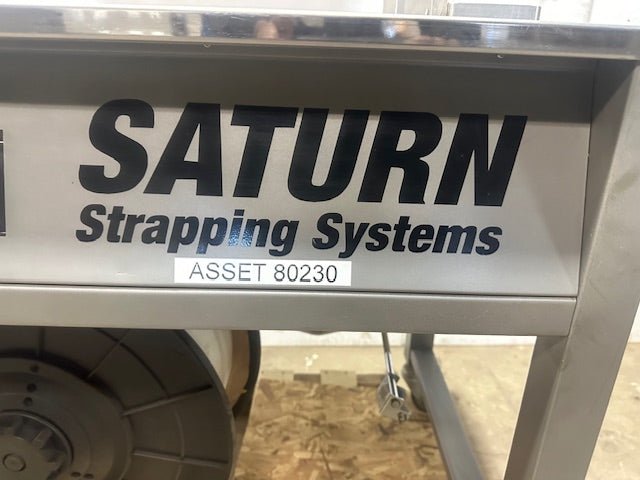 SATURN
Strapping Systems
ASSET 80230